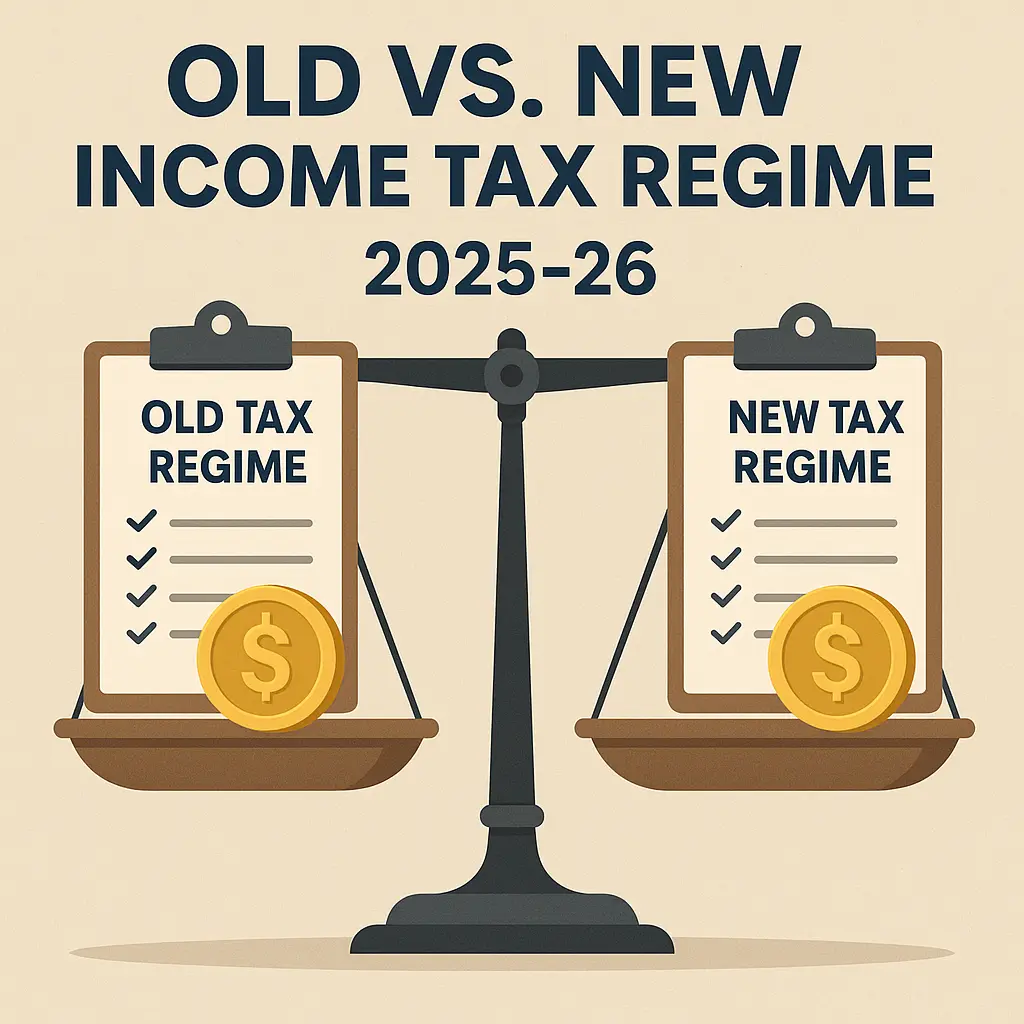 OLD VS. NEW
INCOME TAX REGIME
2025-26
OLD TAX
REGIME
$
NEW TAX
REGIME
$